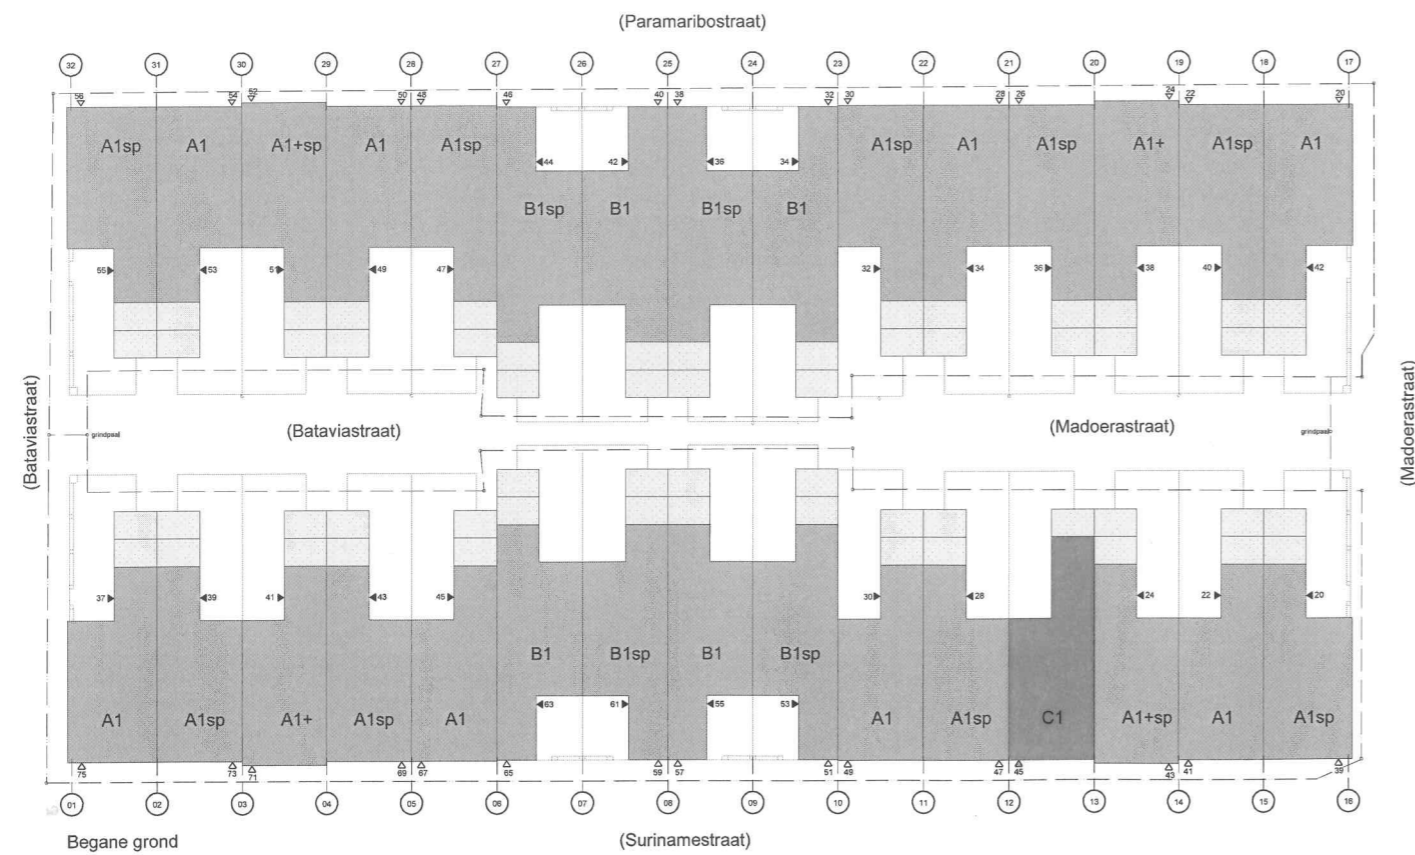 (Paramaribostraat)
32 31 30 29 28 27 26 25 24 23 22 21 20 19 18 17
56 54 52 50 48 46 40 38 32 30 28 26 24 22 20
A1sp A1 A1+sp A1 A1sp A1sp A1 A1sp A1+ A1sp A1
44 42 36 34
B1sp B1 B1sp B1
55 53 51 49 47 32 34 36 38 40 42
(Bataviastraat)
(Madoerastraat)
grindpaal
(Bataviastraat)
(Madoerastraat)
grindpaal
37 39 41 43 45 30 28 24 22 20
B1 B1sp B1 B1sp
63 61 55 53
A1 A1sp A1+ A1sp A1 A1 A1sp C1 A1+sp A1 A1sp
75 73 71 69 67 65 59 57 51 49 47 45 43 41 39
01 02 03 04 05 06 07 08 09 10 11 12 13 14 15 16
Begane grond
(Surinamestraat)